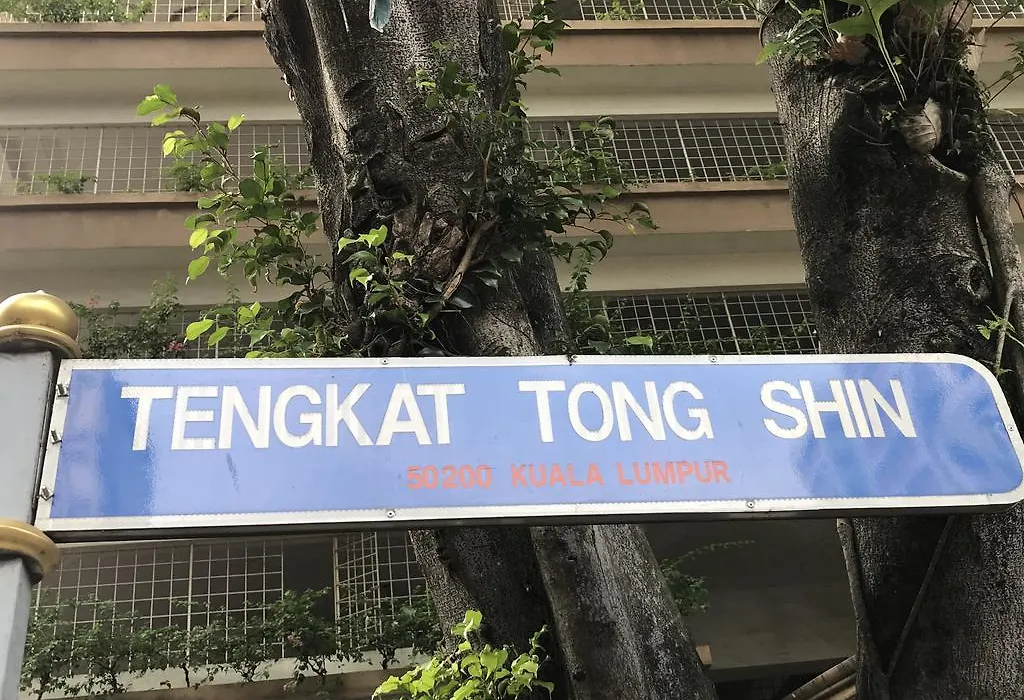 TENGKAT TONG SHIN
50200 KUALA LUMPUR